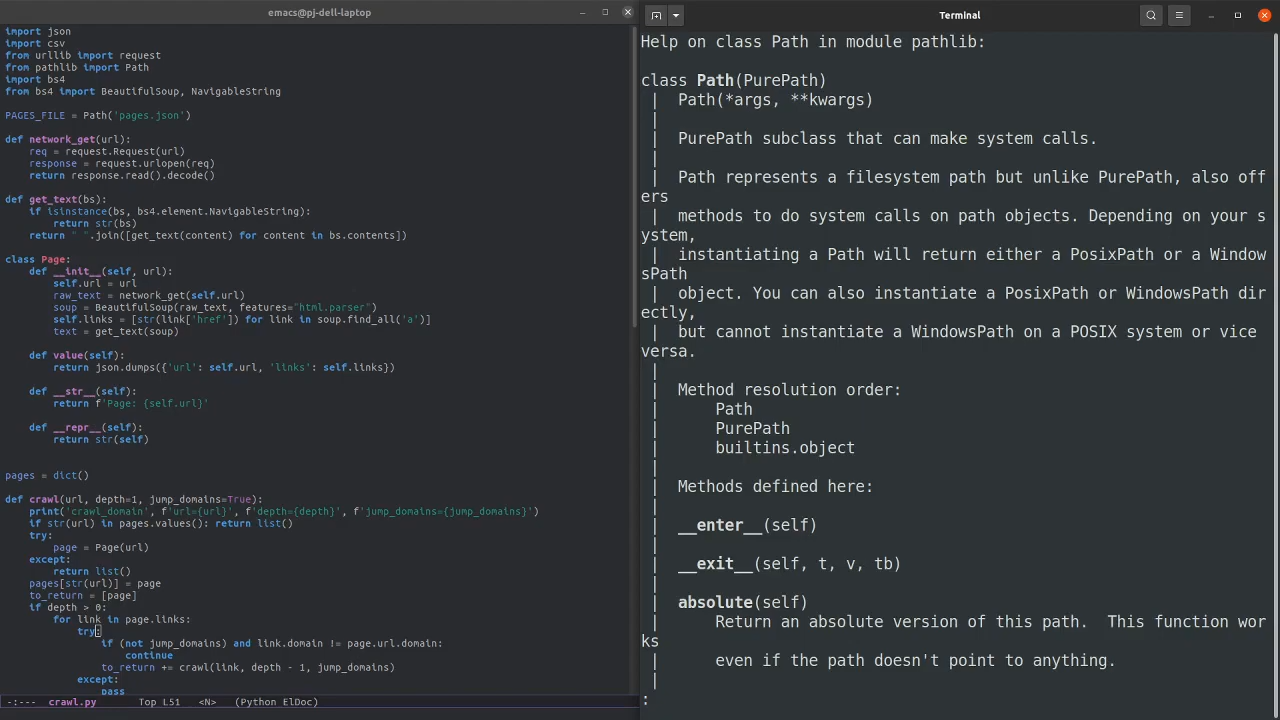 emacs@pj-dell-laptop
import json
import csv
from urllib import request
from pathlib import Path
import bs4
from bs4 import BeautifulSoup, NavigableString
PAGES_FILE = Path('pages.json')
def network_get(url):
    req = request.Request(url)
    response = request.urlopen(req)
    return response.read().decode()
def get_text(bs):
    if isinstance(bs, bs4.element.NavigableString):
        return str(bs)
    return " ".join([get_text(content) for content in bs.contents])
class Page:
    def __init__(self, url):
        self.url = url
        raw_text = network_get(self.url)
        soup = BeautifulSoup(raw_text, features="html.parser")
        self.links = [str(link['href']) for link in soup.find_all('a')]
        text = get_text(soup)
    def value(self):
        return json.dumps({'url': self.url, 'links': self.links})
    def __str__(self):
        return f'Page: {self.url}'
    def __repr__(self):
        return str(self)
pages = dict()
def crawl(url, depth=1, jump_domains=True):
    print('crawl_domain', f'url={url}', f'depth={depth}', f'jump_domains={jump_domains}')
    if str(url) in pages.values(): return list()
    try:
        page = Page(url)
    except:
        return list()
    pages[str(url)] = page
    to_return = [page]
    if depth > 0:
        for link in page.links:
            try:
                if (not jump_domains) and link.domain != page.url.domain:
                    continue
                to_return += crawl(link, depth - 1, jump_domains)
            except:
                pass
-:---  crawl.py       Top L51   <N>   (Python ElDoc)
Terminal
Help on class Path in module pathlib:
class Path(PurePath)
 |  Path(*args, **kwargs)
 |
 |  PurePath subclass that can make system calls.
 |
 |  Path represents a filesystem path but unlike PurePath, also off
ers
 |  methods to do system calls on path objects. Depending on your s
ystem,
 |  instantiating a Path will return either a PosixPath or a Window
sPath
 |  object. You can also instantiate a PosixPath or WindowsPath dir
ectly,
 |  but cannot instantiate a WindowsPath on a POSIX system or vice
versa.
 |
 |  Method resolution order:
 |      Path
 |      PurePath
 |      builtins.object
 |
 |  Methods defined here:
 |
 |  __enter__(self)
 |
 |  __exit__(self, t, v, tb)
 |
 |  absolute(self)
 |      Return an absolute version of this path.  This function wor
ks
 |      even if the path doesn't point to anything.
 |
: